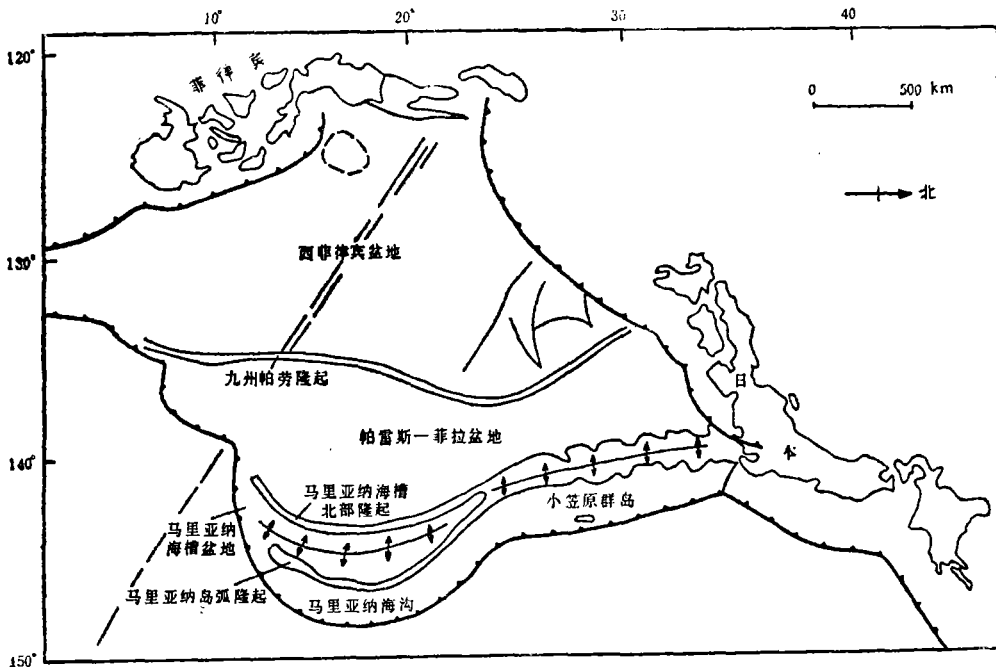 10°
20°
30
40
120°
菲律宾
0
500 km
北
西菲律宾盆地
130°
九州帕劳隆起
日
本
帕雷斯一菲拉盆地
140°
马里亚纳海槽
北部隆起
小笠原群岛
马里亚纳
海槽盆地
马里亚纳岛弧隆起
马里亚纳海沟
150°